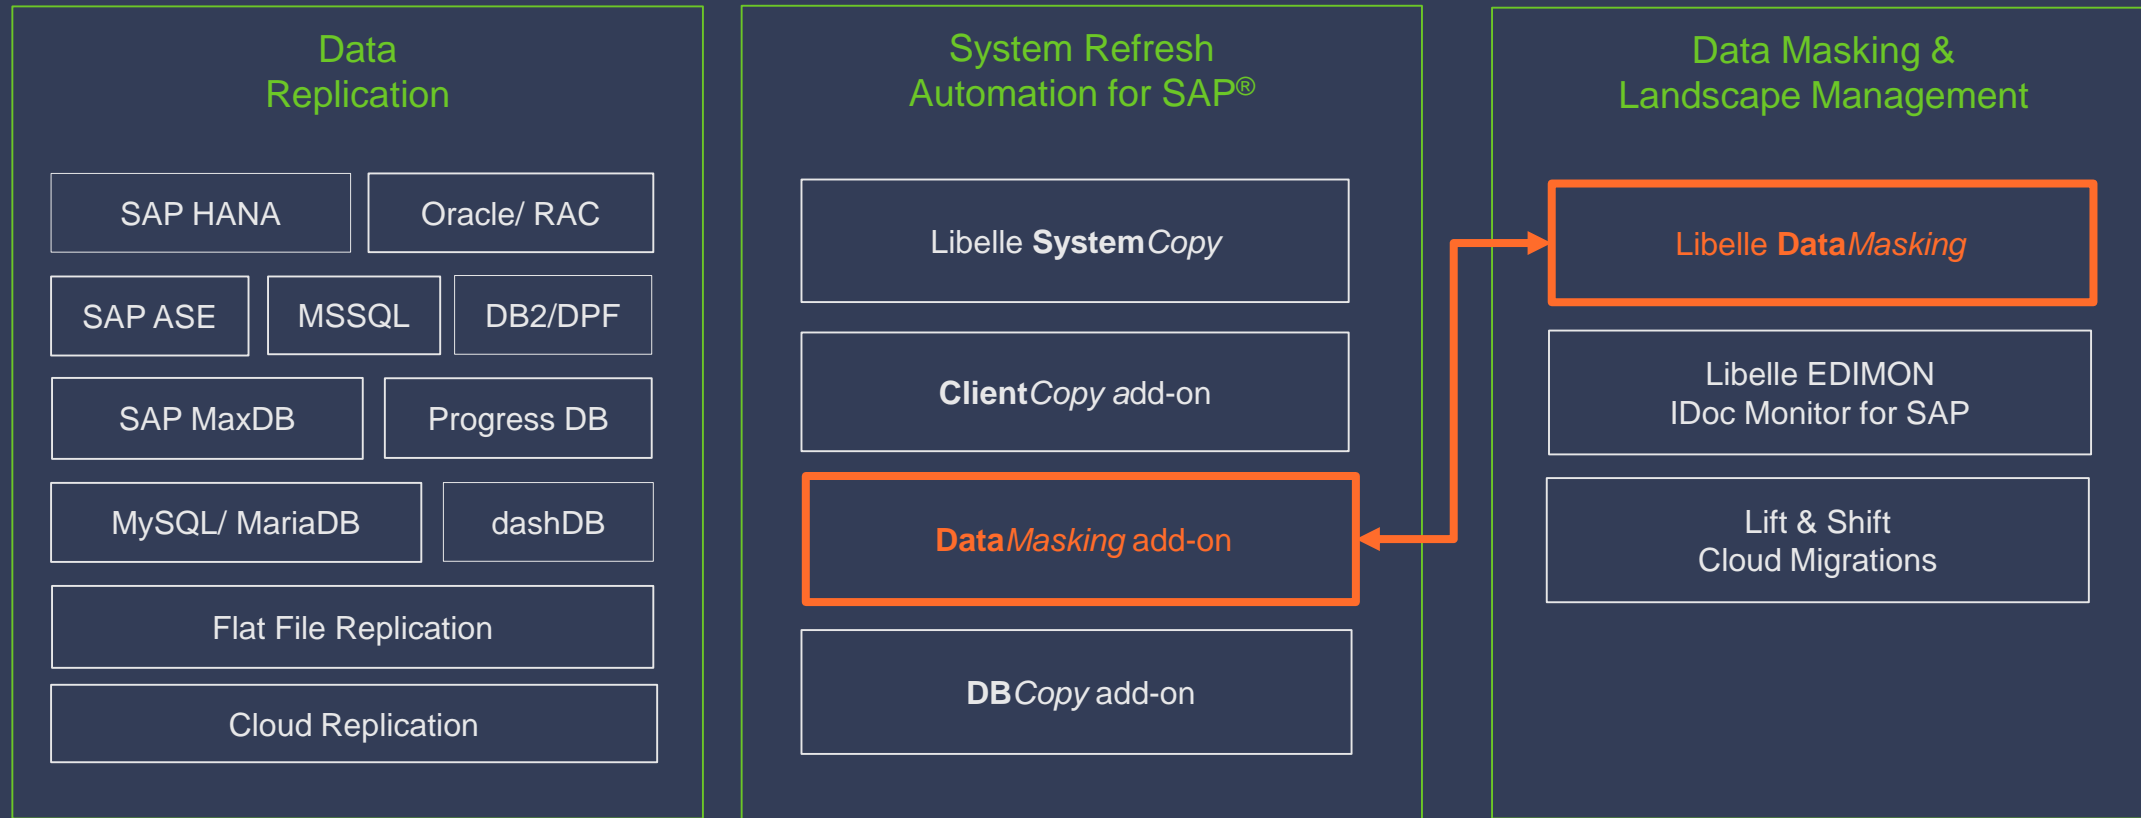 Data
Replication
SAP HANA
Oracle/ RAC
SAP ASE
MSSQL
DB2/DPF
SAP MaxDB
Progress DB
MySQL/ MariaDB
dashDB
Flat File Replication
Cloud Replication
System Refresh
Automation for SAP®
Libelle SystemCopy
ClientCopy add-on
DataMasking add-on
DBCopy add-on
Data Masking &
Landscape Management
Libelle DataMasking
Libelle EDIMON
IDoc Monitor for SAP
Lift & Shift
Cloud Migrations